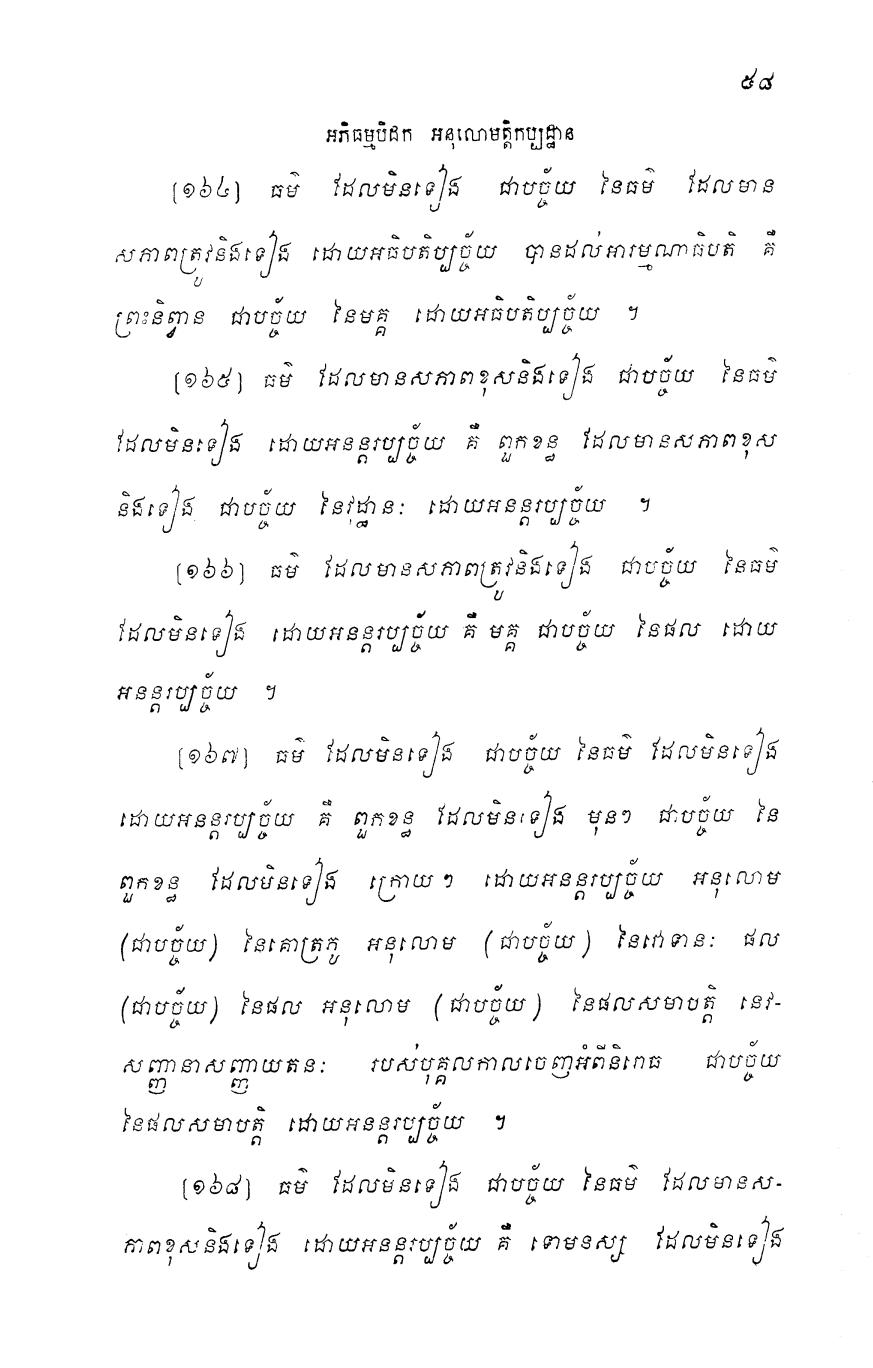 ៥៨
អភិធម្មបិដក អនុលោមត្តិកប្បដ្ឋាន
[១៦៤] ធម៌ ដែលមិនទៀង ជាបច្ច័យ នៃធម៌ ដែលមាន
សភាពត្រូវនិងទៀង ដោយអធិបតិប្បច្ច័យ បានដល់អារម្មណាធិបតិ គឺ
ព្រះនិព្វាន ជាបច្ច័យ នៃមគ្គ ដោយអធិបតិប្បច្ច័យ ។
[១៦៥] ធម៌ ដែលមានសភាពខុសនិងទៀង ជាបច្ច័យ នៃធម៌
ដែលមិនទៀង ដោយអនន្តរប្បច្ច័យ គឺ ពួកខន្ធ ដែលមានសភាពខុស
និងទៀង ជាបច្ច័យ នៃវុដ្ឋានៈ ដោយអនន្តរប្បច្ច័យ ។
[១៦៦] ធម៌ ដែលមានសភាពត្រូវនិងទៀង ជាបច្ច័យ នៃធម៌
ដែលមិនទៀង ដោយអនន្តរប្បច្ច័យ គឺ មគ្គ ជាបច្ច័យ នៃផល ដោយ
អនន្តរប្បច្ច័យ ។
[១៦៧] ធម៌ ដែលមិនទៀង ជាបច្ច័យ នៃធម៌ ដែលមិនទៀង
ដោយអនន្តរប្បច្ច័យ គឺ ពួកខន្ធ ដែលមិនទៀង មុនៗ ជាបច្ច័យ នៃ
ពួកខន្ធ ដែលមិនទៀង ក្រោយៗ ដោយអនន្តរប្បច្ច័យ អនុលោម
(ជាបច្ច័យ) នៃគោត្រភូ អនុលោម (ជាបច្ច័យ) នៃវោទានៈ ផល
(ជាបច្ច័យ) នៃផល អនុលោម (ជាបច្ច័យ) នៃផលសមាបត្តិ នេវ-
សញ្ញានាសញ្ញាយតនៈ របស់បុគ្គលកាលចេញអំពីនិរោធ ជាបច្ច័យ
នៃផលសមាបត្តិ ដោយអនន្តរប្បច្ច័យ ។
[១៦៨] ធម៌ ដែលមិនទៀង ជាបច្ច័យ នៃធម៌ ដែលមានស-
ភាពខុសនិងទៀង ដោយអនន្តរប្បច្ច័យ គឺ ទោមនស្ស ដែលមិនទៀង